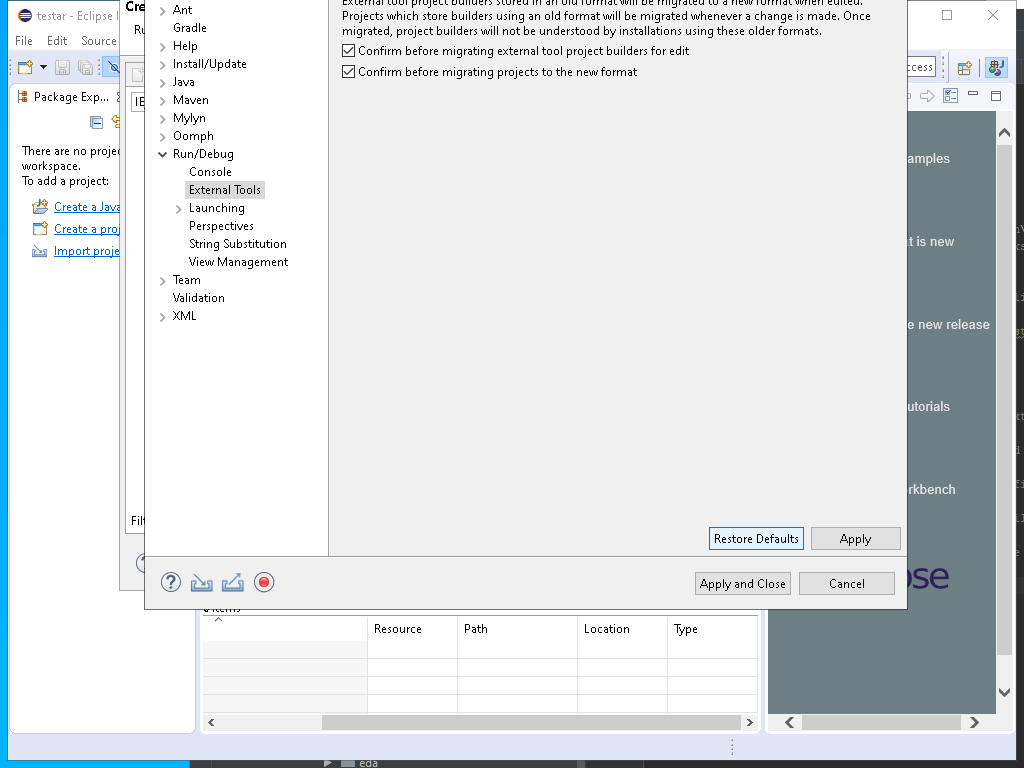 testar - Eclipse I
Cre
File Edit Source
Ru
cess
Package Exp...
IE
There are no proje
workspace.
To add a project:
Create a Java
Create a proj
Import proje
Ant
Gradle
Help
Install/Update
Java
Maven
Mylyn
Oomph
Run/Debug
Console
External Tools
Launching
Perspectives
String Substitution
View Management
Team
Validation
XML
External tool project builders stored in an old format will be migrated to a new format when edited.
Projects which store builders using an old format will be migrated whenever a change is made. Once
migrated, project builders will not be understood by installations using these older formats.
Confirm before migrating external tool project builders for edit
Confirm before migrating projects to the new format
Restore Defaults Apply
Apply and Close Cancel
Filt
amples
t is new
e new release
utorials
rkbench
ose
items
Resource Path Location Type
eda